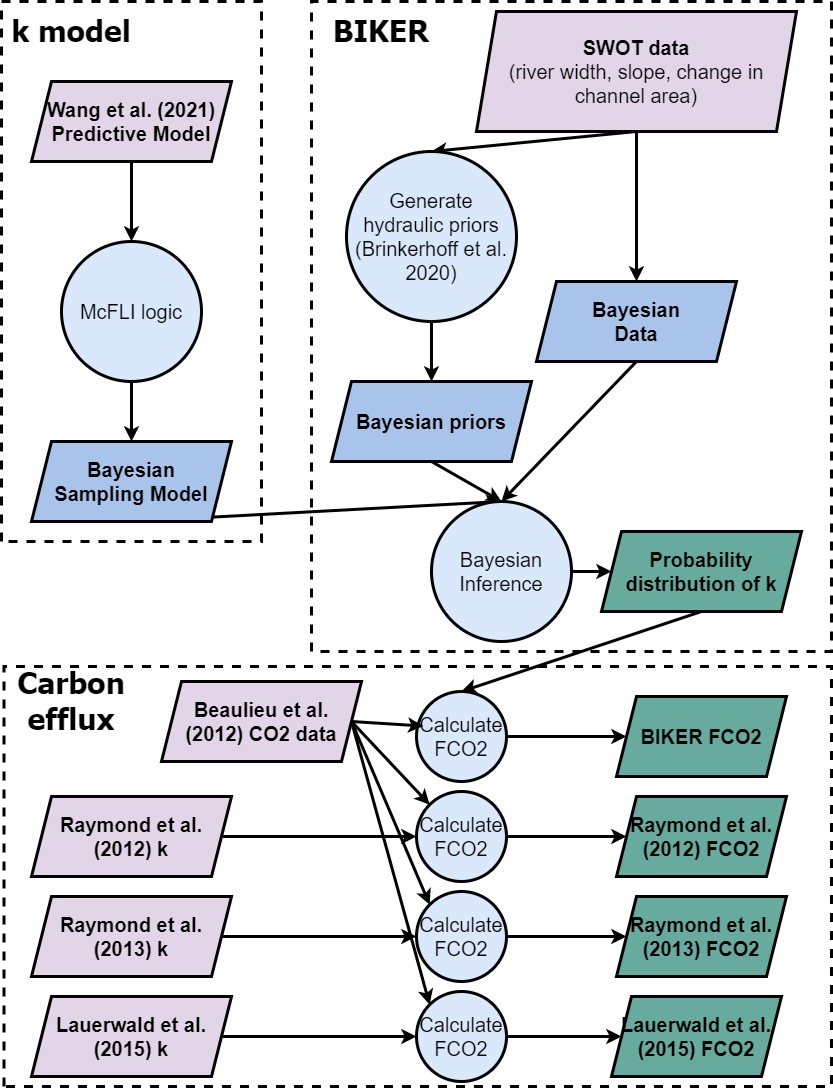 k model
Wang et al. (2021)
Predictive Model
McFLI logic
Bayesian
Sampling Model
BIKER
SWOT data
(river width, slope, change in
channel area)
Generate
hydraulic priors
(Brinkerhoff et al.
2020)
Bayesian
Data
Bayesian priors
Bayesian
Inference
Probability
distribution of k
Carbon
efflux
Beaulieu et al.
(2012) CO2 data
Calculate
FCO2
BIKER FCO2
Raymond et al.
(2012) k
Calculate
FCO2
Raymond et al.
(2012) FCO2
Raymond et al.
(2013) k
Calculate
FCO2
Raymond et al.
(2013) FCO2
Lauerwald et al.
(2015) k
Calculate
FCO2
Lauerwald et al.
(2015) FCO2